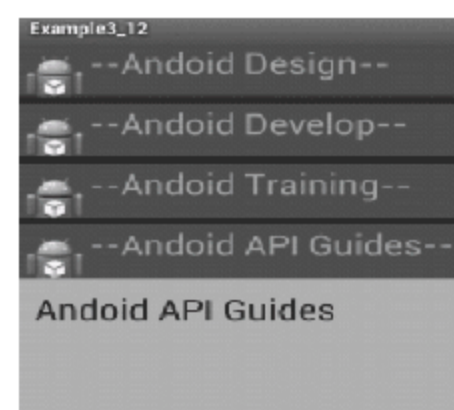 Example3_12
--Andoid Design--
--Andoid Develop--
--Andoid Training--
--Andoid API Guides--
Andoid API Guides